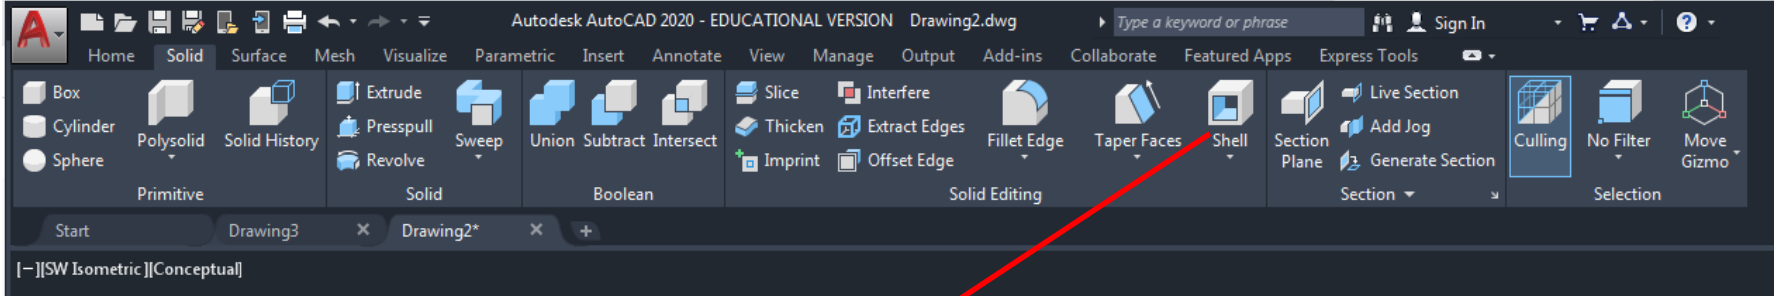 Autodesk AutoCAD 2020 - EDUCATIONAL VERSION Drawing2.dwg Type a keyword or phrase Sign In
Home Solid Surface Mesh Visualize Parametric Insert Annotate View Manage Output Add-ins Collaborate Featured Apps Express Tools
Box
Cylinder
Sphere
Polysolid
Solid History
Primitive
Extrude
Presspull
Revolve
Sweep
Solid
Union Subtract Intersect
Boolean
Slice
Thicken
Imprint
Interfere
Extract Edges
Offset Edge
Fillet Edge
Taper Faces
Shell
Solid Editing
Section
Plane
Live Section
Add Jog
Generate Section
Section
Culling
No Filter
Move
Gizmo
Selection
Start Drawing3 Drawing2*
[−][SW Isometric][Conceptual]